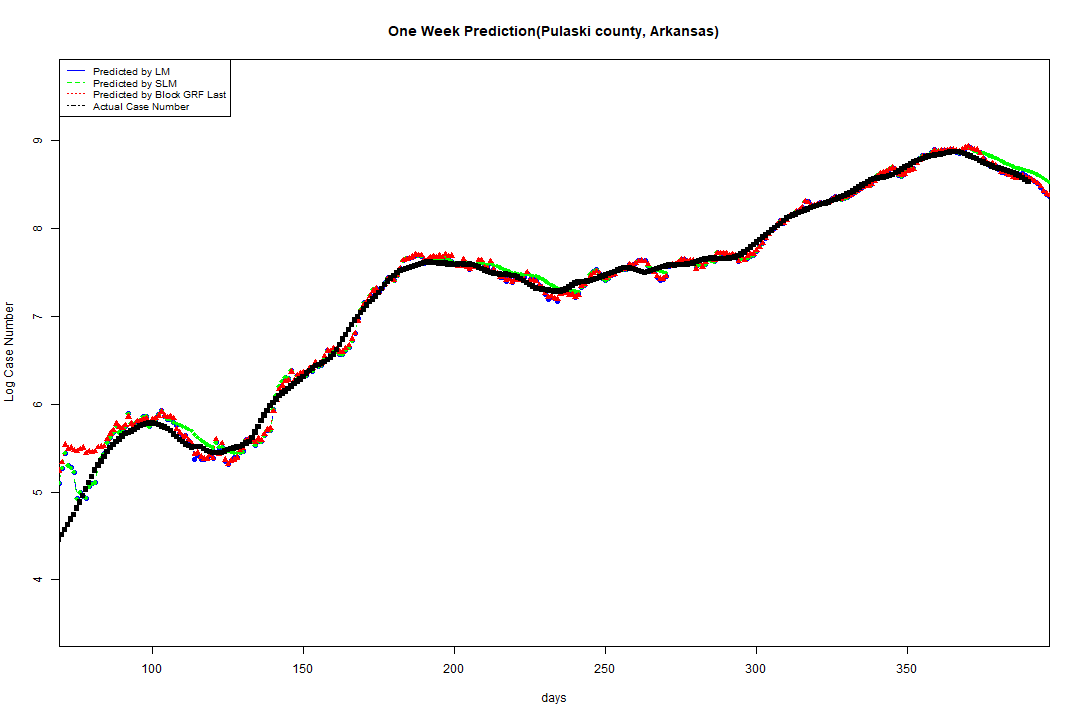 One Week Prediction(Pulaski county, Arkansas)
Predicted by LM
Predicted by SLM
Predicted by Block GRF Last
Actual Case Number
9
8
7
6
5
4
Log Case Number
100 150 200 250 300 350
days